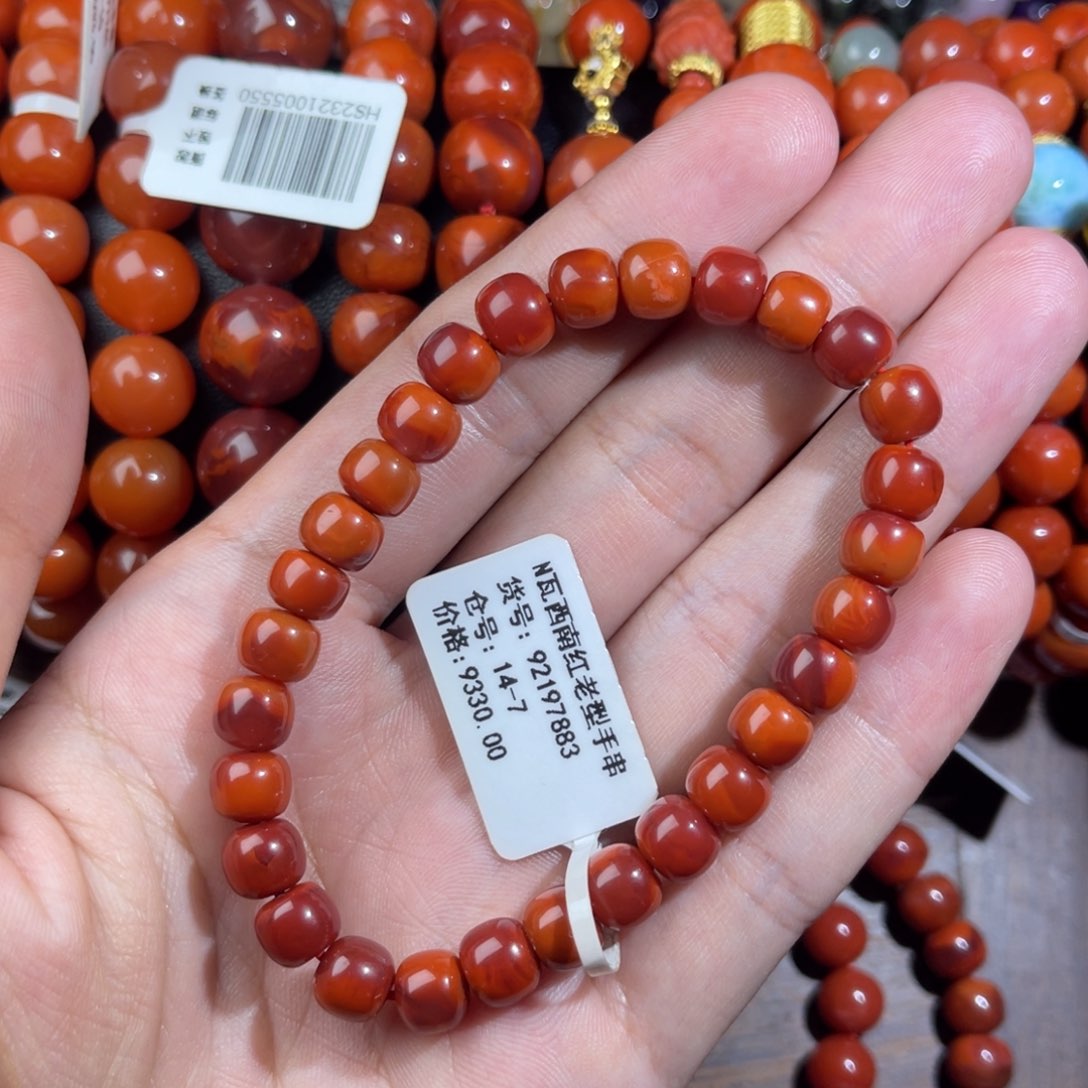 HS2321005550
N瓦西南红老型手串
货号: 92197883
仓号: 14-7
价格:9330.00